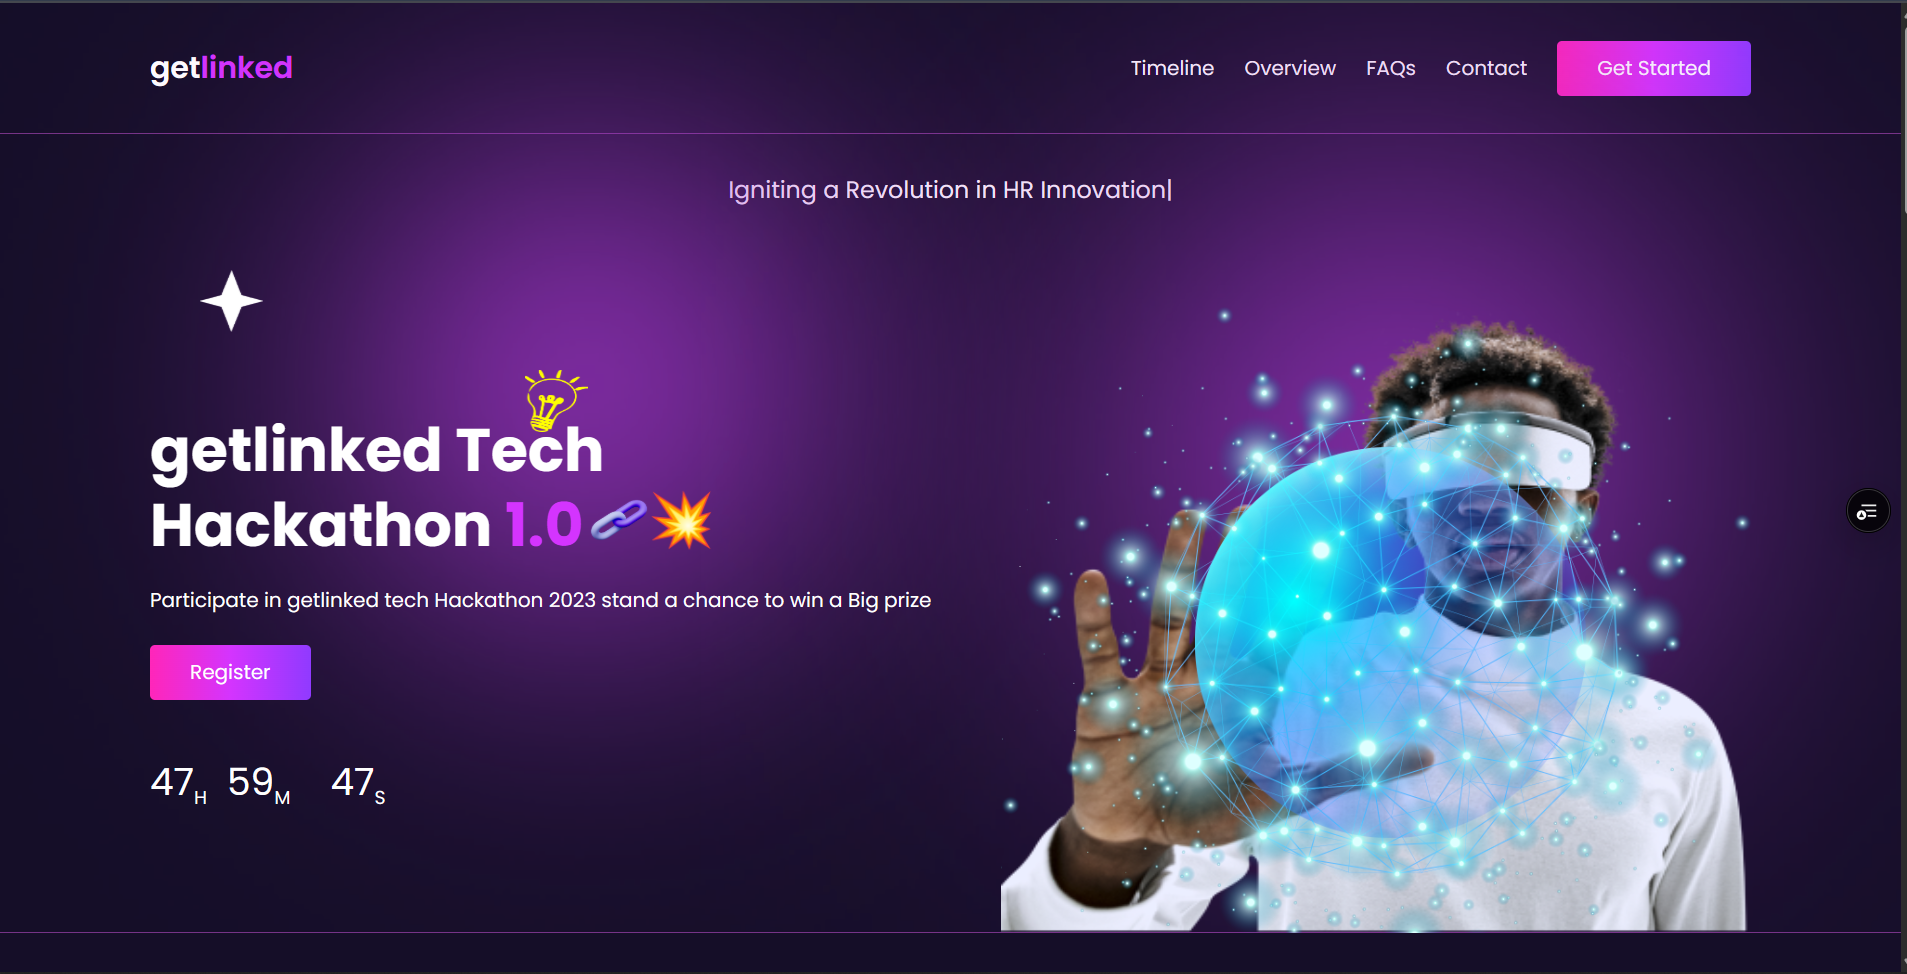 getlinked
Timeline Overview FAQs Contact Get Started
Igniting a Revolution in HR Innovation|
getlinked Tech
Hackathon 1.0🔗💥
Participate in getlinked tech Hackathon 2023 stand a chance to win a Big prize
Register
47H 59M 47S